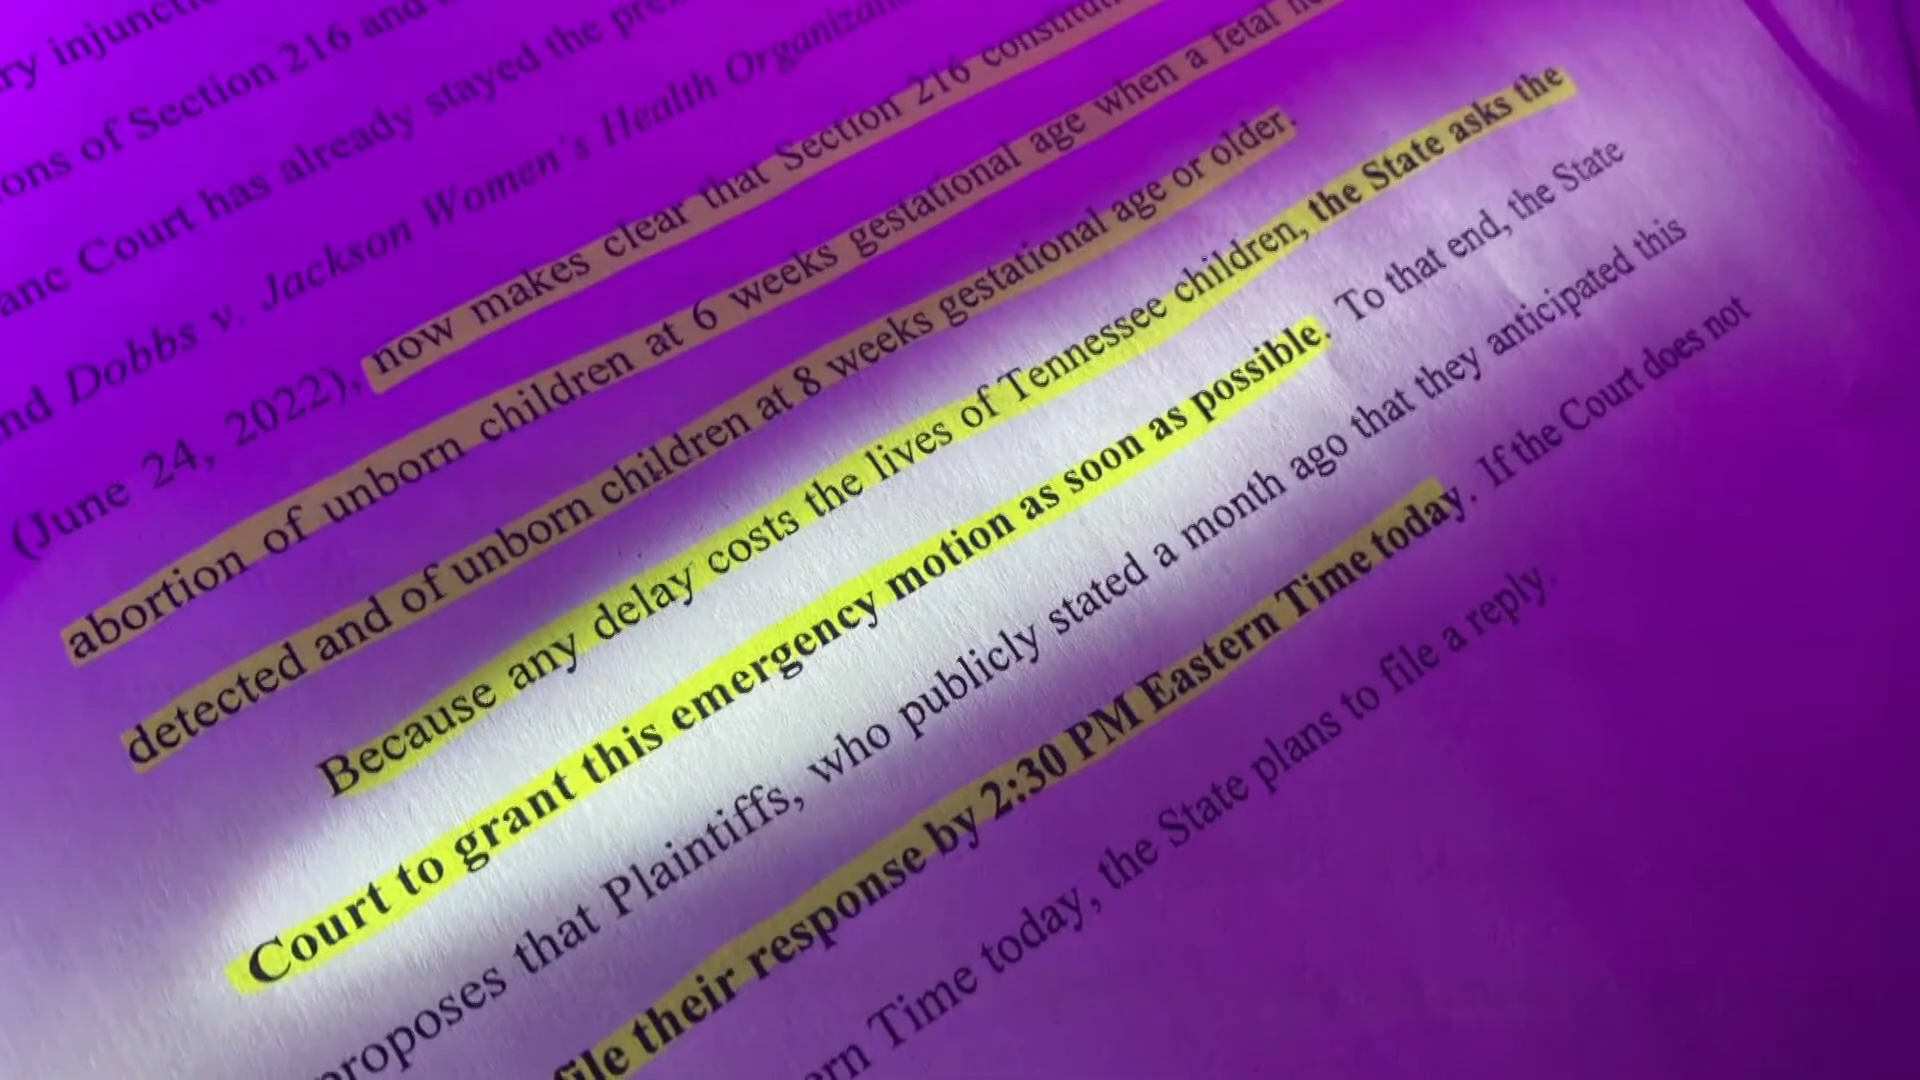 ry injunct
ons of Section 216 and
anc Court has already stayed the pre
nd Dobbs v. Jackson Women's Health Organiza
(June 24, 2022), now makes clear that Section 216 constitut
abortion of unborn children at 6 weeks gestational age when a fetal he
detected and of unborn children at 8 weeks gestational age or older.
Because any delay costs the lives of Tennessee children, the State asks the
Court to grant this emergency motion as soon as possible. To that end, the State
proposes that Plaintiffs, who publicly stated a month ago that they anticipated this
file their response by 2:30 PM Eastern Time today. If the Court does not
ern Time today, the State plans to file a reply.